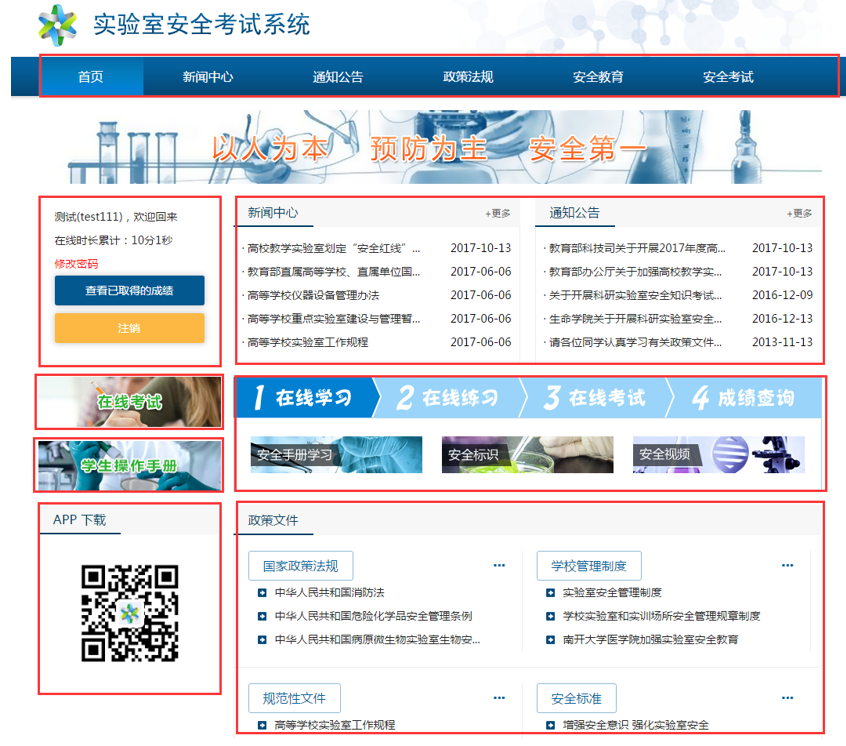 实验室安全考试系统
首页 新闻中心 通知公告 政策法规 安全教育 安全考试
以人为本 预防为主 安全第一
测试(test111)，欢迎回来
在线时长累计：10分1秒
修改密码
查看已取得的成绩
注销
新闻中心 +更多
· 高校教学实验室划定“安全红线”... 2017-10-13
· 教育部直属高等学校、直属单位国... 2017-06-06
· 高等学校仪器设备管理办法 2017-06-06
· 高等学校重点实验室建设与管理暂... 2017-06-06
· 高等学校实验室工作规程 2017-06-06
通知公告 +更多
· 教育部科技司关于开展2017年度高... 2017-10-13
· 教育部办公厅关于加强高校教学实... 2017-10-13
· 关于开展科研实验室安全知识考试... 2016-12-09
· 生命学院关于开展科研实验室安全... 2016-12-13
· 请各位同学认真学习有关政策文件... 2013-11-13
在线考试
学生操作手册
1 在线学习 2 在线练习 3 在线考试 4 成绩查询
安全手册学习 安全标识 安全视频
APP 下载
政策文件
国家政策法规 ...
中华人民共和国消防法
中华人民共和国危险化学品安全管理条例
中华人民共和国病原微生物实验室生物安...
学校管理制度 ...
实验室安全管理制度
学校实验室和实训场所安全管理规章制度
南开大学医学院加强实验室安全教育
规范性文件 ...
高等学校实验室工作规程
安全标准 ...
增强安全意识 强化实验室安全